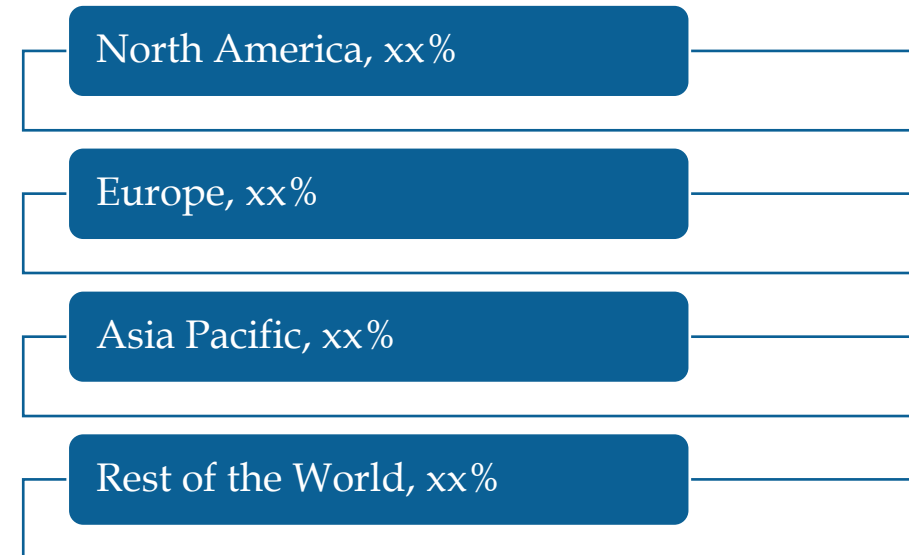 North America, xx%
Europe, xx%
Asia Pacific, xx%
Rest of the World, xx%